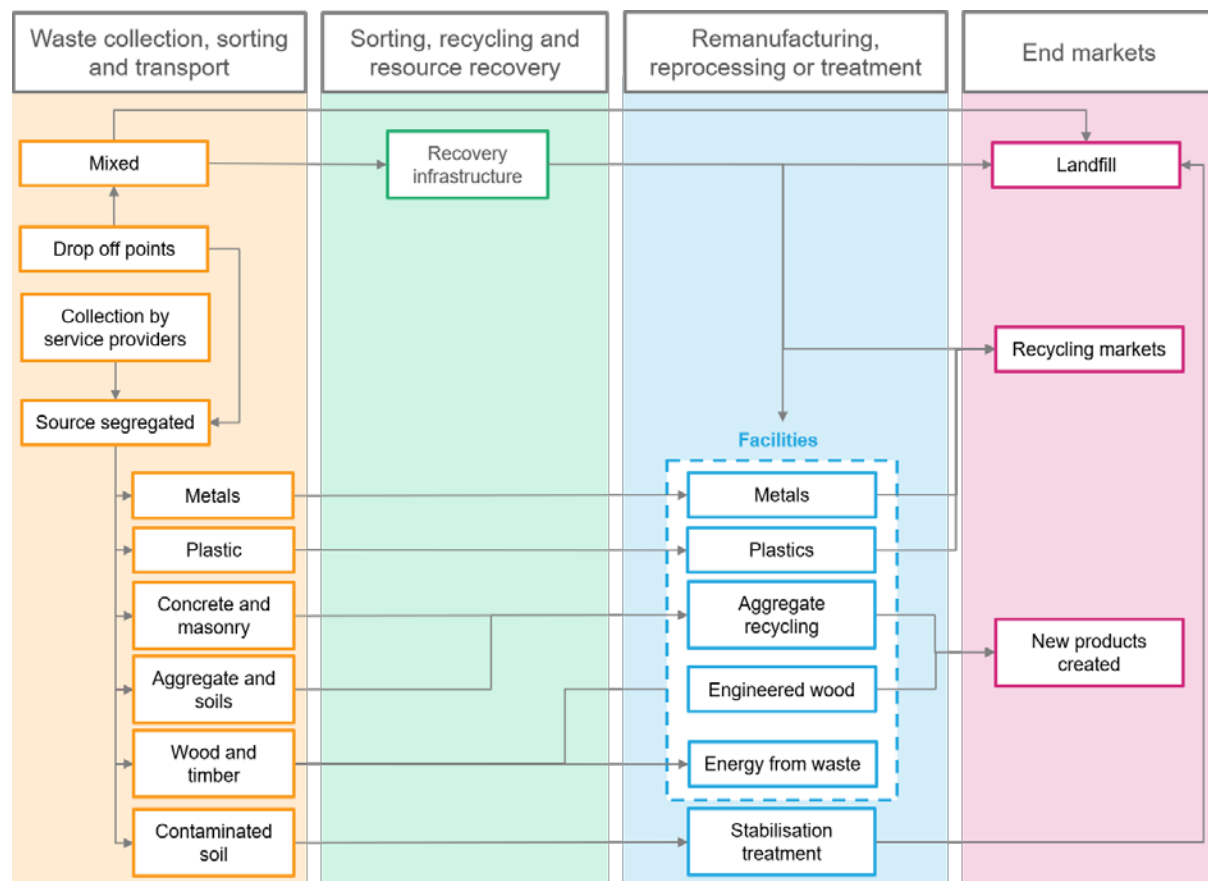 Waste collection, sorting
and transport
Sorting, recycling and
resource recovery
Remanufacturing,
reprocessing or treatment
End markets
Mixed
Drop off points
Collection by
service providers
Source segregated
Metals
Plastic
Concrete and
masonry
Aggregate and
soils
Wood and
timber
Contaminated
soil
Recovery
infrastructure
Facilities
Metals
Plastics
Aggregate
recycling
Engineered wood
Energy from waste
Stabilisation
treatment
Landfill
Recycling markets
New products
created